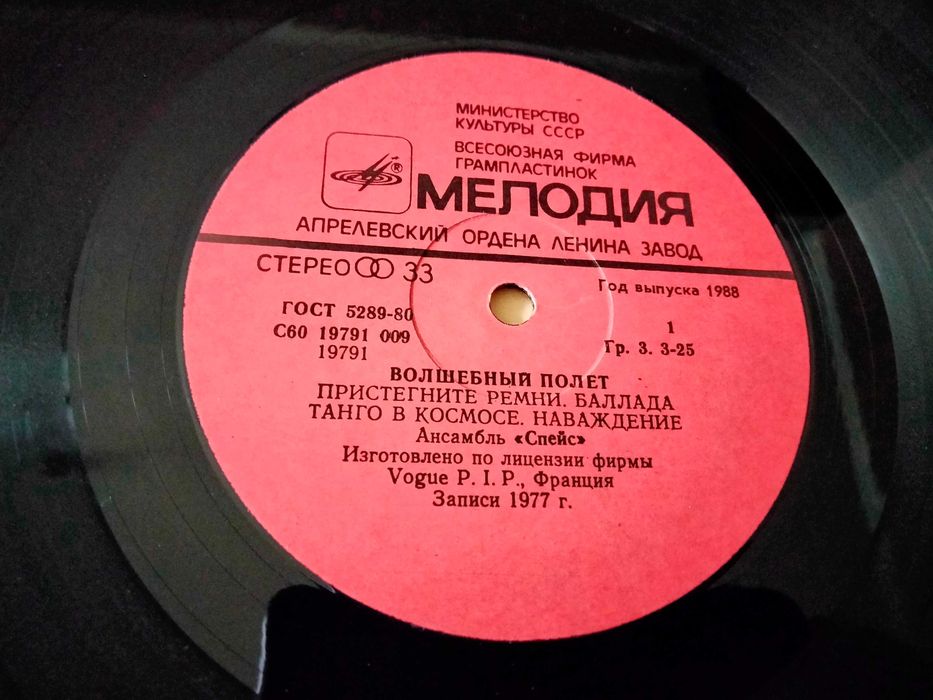 МИНИСТЕРСТВО
КУЛЬТУРЫ СССР
ВСЕСОЮЗНАЯ ФИРМА
ГРАМПЛАСТИНОК
®
МЕЛОДИЯ
АПРЕЛЕВСКИЙ ОРДЕНА ЛЕНИНА ЗАВОД
СТЕРЕО 33
Год выпуска 1988
ГОСТ 5289-80
С60 19791 009
19791
1
Гр. 3. 3-25
ВОЛШЕБНЫЙ ПОЛЕТ
ПРИСТЕГНИТЕ РЕМНИ. БАЛЛАДА
ТАНГО В КОСМОСЕ. НАВАЖДЕНИЕ
Ансамбль «Спейс»
Изготовлено по лицензии фирмы
Vogue P. I. P., Франция
Записи 1977 г.